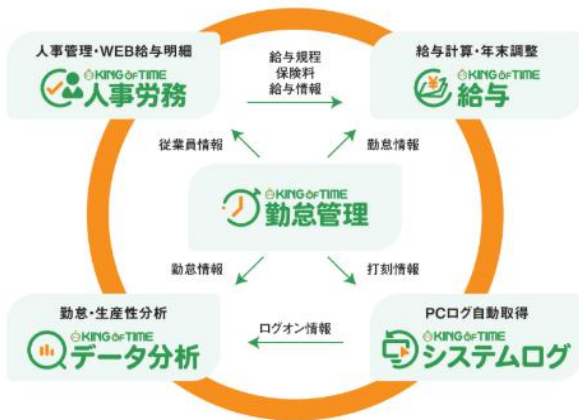 人事管理・WEB給与明細
KING OF TIME
人事労務
給与規程
保険料
給与情報
給与計算・年末調整
KING OF TIME
給与
従業員情報
勤怠情報
KING OF TIME
勤怠管理
勤怠情報
打刻情報
勤怠・生産性分析
KING OF TIME
データ分析
ログオン情報
PCログ自動取得
KING OF TIME
システムログ